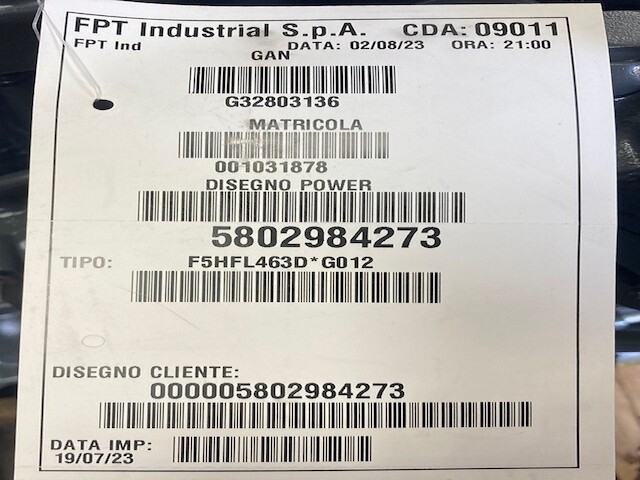 FPT Industrial S.p.A. CDA: 09011
FPT Ind DATA: 02/08/23 ORA: 21:00
GAN
G32803136
MATRICOLA
001031878
DISEGNO POWER
5802984273
TIPO: F5HFL463D*G012
DISEGNO CLIENTE:
000005802984273
DATA IMP:
19/07/23